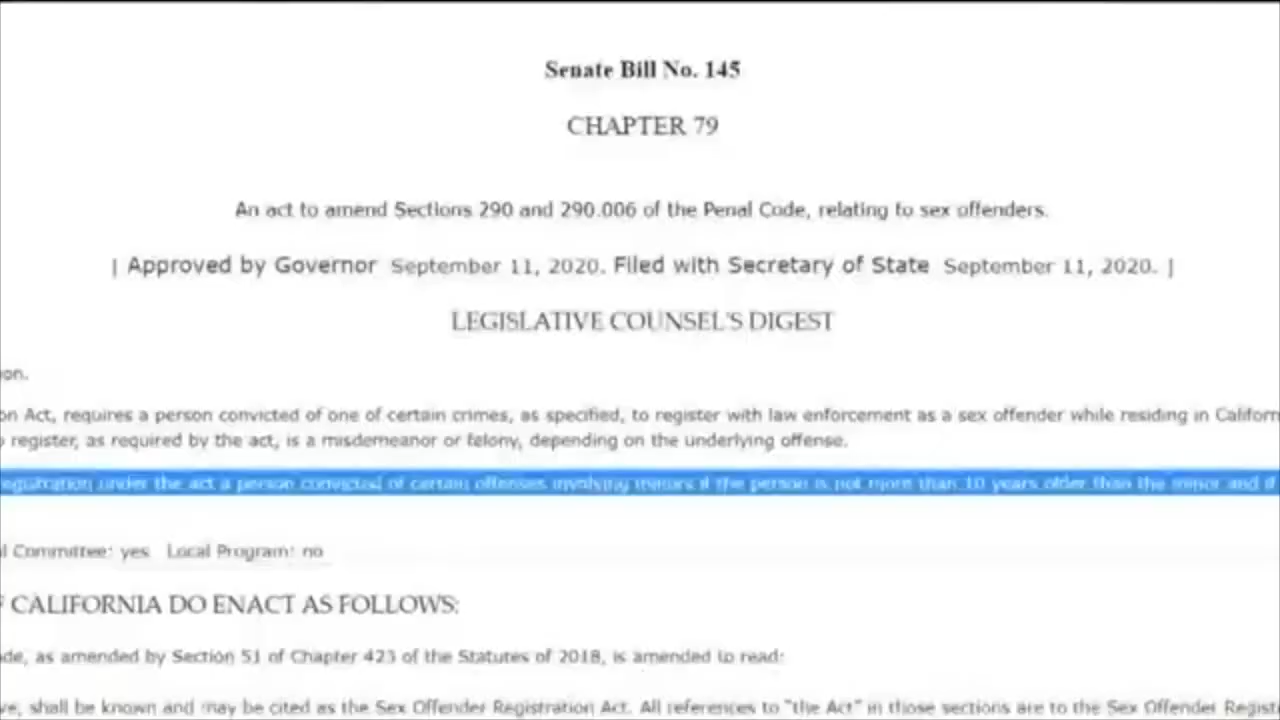 Senate Bill No. 145
CHAPTER 79
An act to amend Sections 290 and 290.006 of the Penal Code, relating to sex offenders.
[ Approved by Governor September 11, 2020. Filed with Secretary of State September 11, 2020. ]
LEGISLATIVE COUNSEL'S DIGEST
on.
on Act, requires a person convicted of one of certain crimes, as specified, to register with law enforcement as a sex offender while residing in Californ
register, as required by the act, is a misdemeanor or felony, depending on the underlying offense.
egistration under the act a person convicted of certain offenses involving minors if the person is not more than 10 years older than the minor and if
l Committee: yes Local Program: no
F CALIFORNIA DO ENACT AS FOLLOWS:
de, as amended by Section 51 of Chapter 423 of the Statutes of 2018, is amended to read:
ve, shall be known and may be cited as the Sex Offender Registration Act. All references to "the Act" in those sections are to the Sex Offender Regist